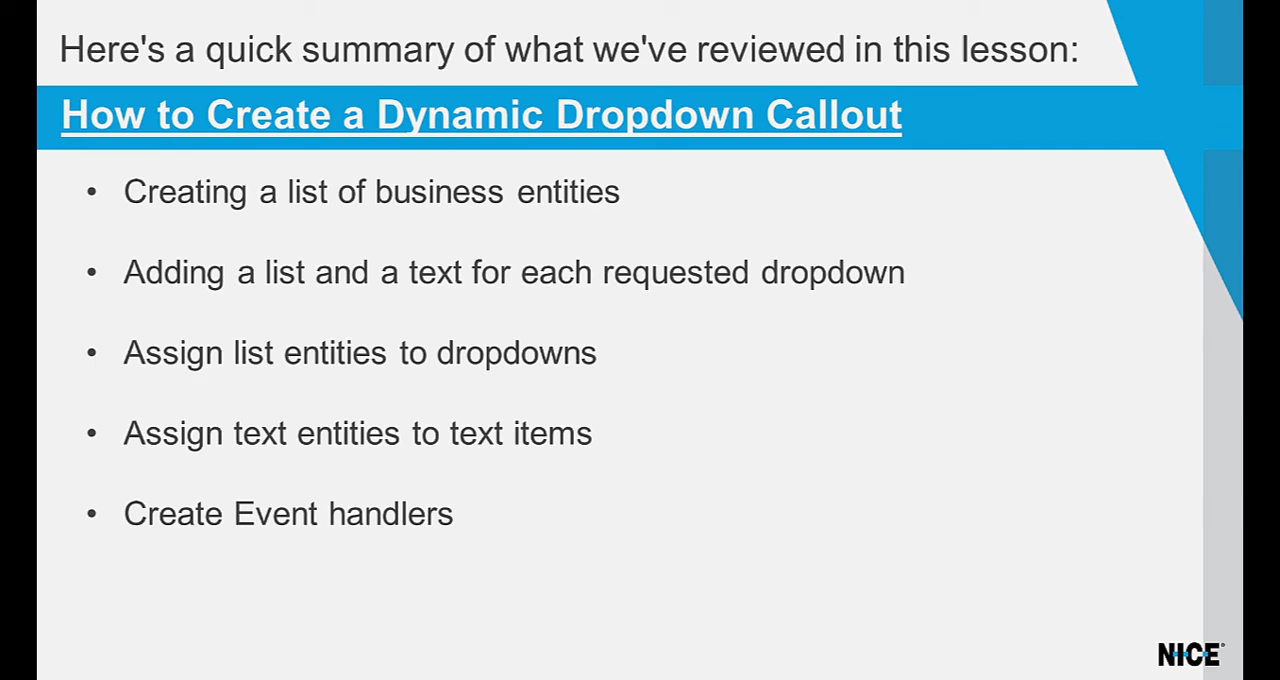 Here's a quick summary of what we've reviewed in this lesson:
How to Create a Dynamic Dropdown Callout
• Creating a list of business entities
• Adding a list and a text for each requested dropdown
• Assign list entities to dropdowns
• Assign text entities to text items
• Create Event handlers
NICE®